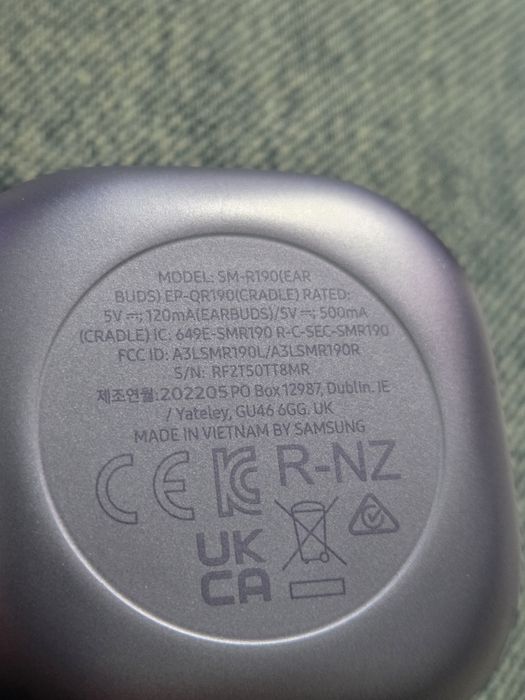 MODEL: SM-R190(EAR
BUDS) EP-QR190(CRADLE) RATED:
5V ⎓; 120mA(EARBUDS)/5V ⎓; 500mA
(CRADLE) IC: 649E-SMR190 R-C-SEC-SMR190
FCC ID: A3LSMR190L/A3LSMR190R
S/N: RF2T50TT8MR
제조연월:202205 PO Box 12987, Dublin. IE
/ Yateley, GU46 6GG. UK
MADE IN VIETNAM BY SAMSUNG
CE KC R-NZ
UK
CA